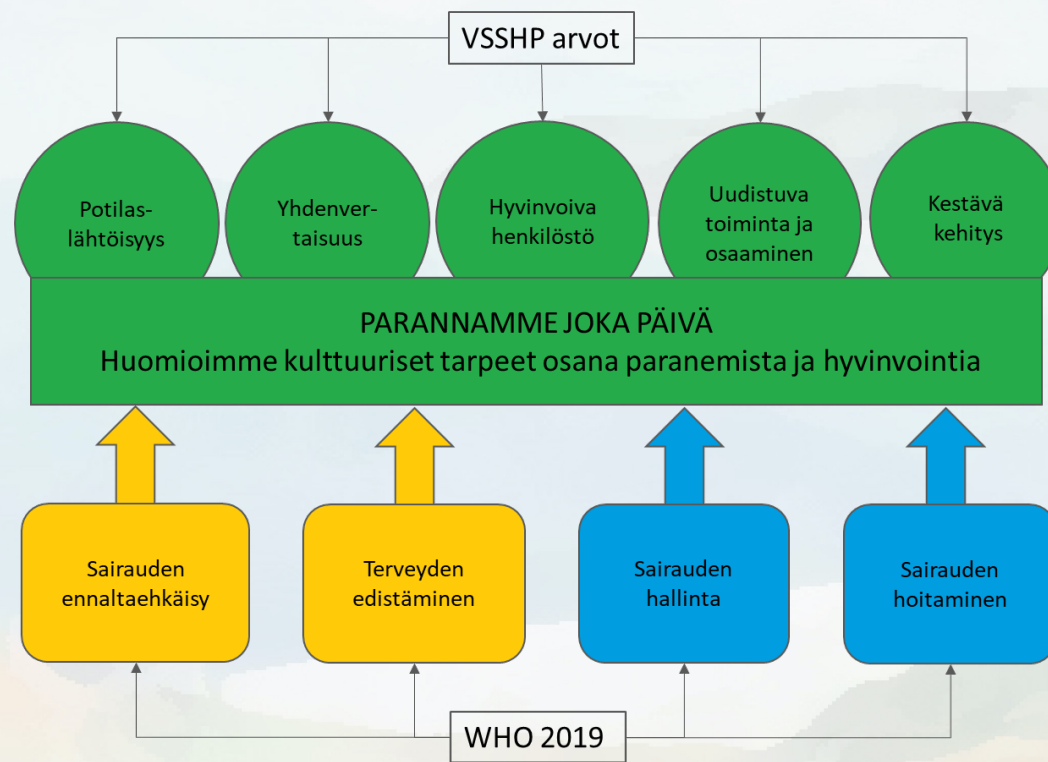 VSSHP arvot
Potilas-
lähtöisyys
Yhdenver-
taisuus
Hyvinvoiva
henkilöstö
Uudistuva
toiminta ja
osaaminen
Kestävä
kehitys
PARANNAMME JOKA PÄIVÄ
Huomioimme kulttuuriset tarpeet osana paranemista ja hyvinvointia
Sairauden
ennaltaehkäisy
Terveyden
edistäminen
Sairauden
hallinta
Sairauden
hoitaminen
WHO 2019